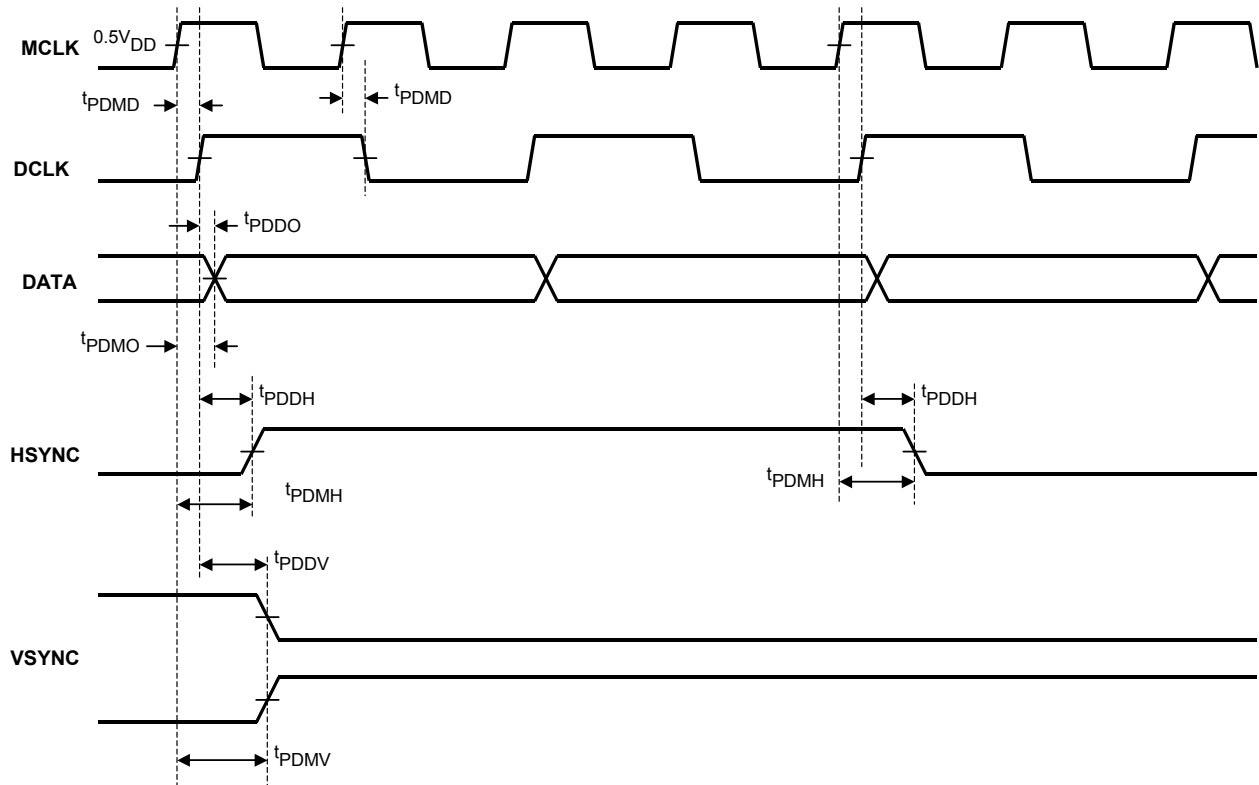 MCLK
0.5VDD
tPDMD
tPDMD
DCLK
tPDDO
DATA
tPDMO
tPDDH
tPDDH
HSYNC
tPDMH
tPDMH
tPDDV
VSYNC
tPDMV